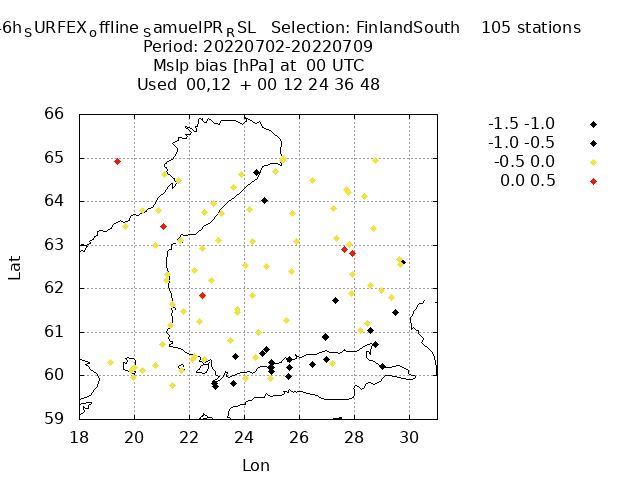 -6h_SURFEX_offline_SamuelPR_RSL Selection: FinlandSouth 105 stations
Period: 20220702-20220709
Mslp bias [hPa] at 00 UTC
Used 00,12 + 00 12 24 36 48
-1.5 -1.0
-1.0 -0.5
-0.5 0.0
0.0 0.5
66
65
64
63
62
61
60
59
Lat
18 20 22 24 26 28 30
Lon